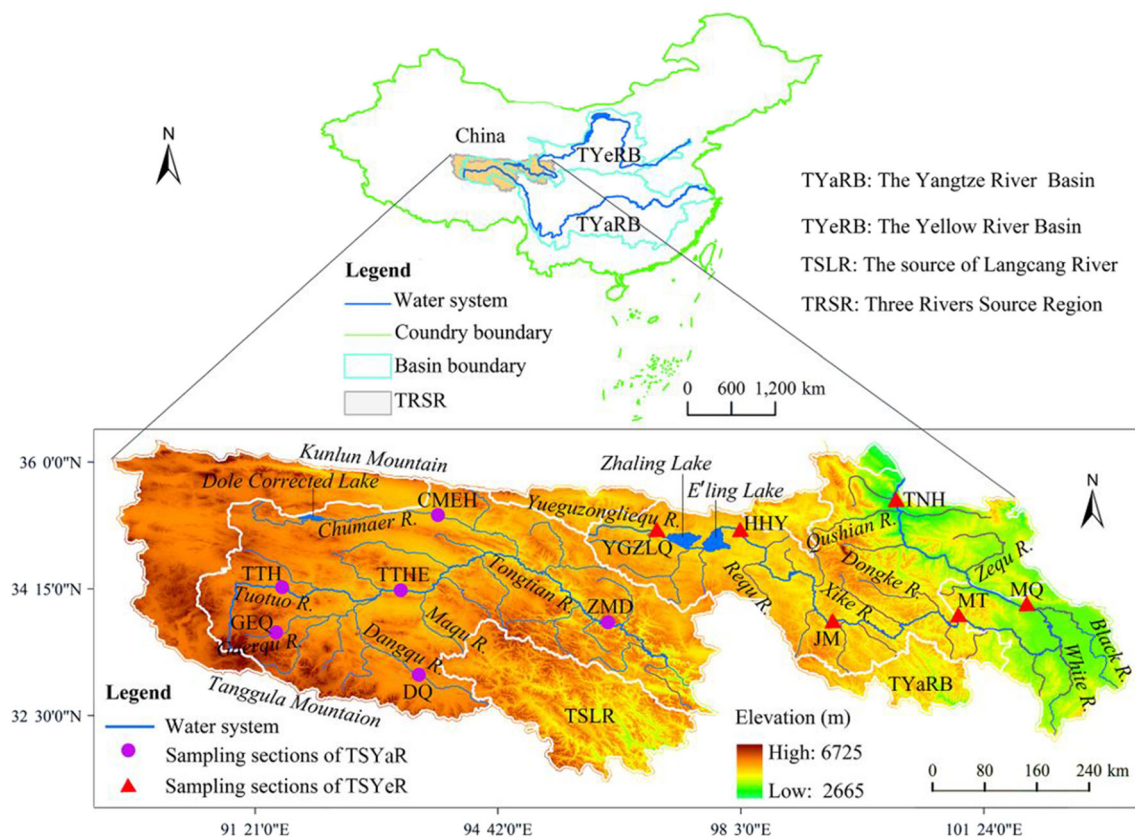 N
China
TYeRB
TYaRB
TYaRB: The Yangtze River Basin
TYeRB: The Yellow River Basin
TSLR: The source of Langcang River
TRSR: Three Rivers Source Region
Legend
Water system
Coundry boundary
Basin boundary
TRSR
0 600 1,200 km
36 0'0"N
34 15'0"N
32 30'0"N
Kunlun Mountain
Dole Corrected Lake
CMEH
Chumaer R.
Zhaling Lake
E'ling Lake
Yueguzongliequ R.
YGZLQ
HHY
TNH
N
Qushian R.
Zequ R.
TTH
TTHE
Tuotuo R.
Tongtian R.
ZMD
Requ R.
Dongke R.
Xike R.
MT
MQ
GEQ
Gaerqu R.
Dangqu R.
Maqu R.
DQ
JM
Black R.
White R.
TYaRB
TSLR
Tanggula Mountaion
Legend
Water system
Sampling sections of TSYaR
Sampling sections of TSYeR
Elevation (m)
High: 6725
Low: 2665
0 80 160 240 km
91 21'0"E
94 42'0"E
98 3'0"E
101 24'0"E